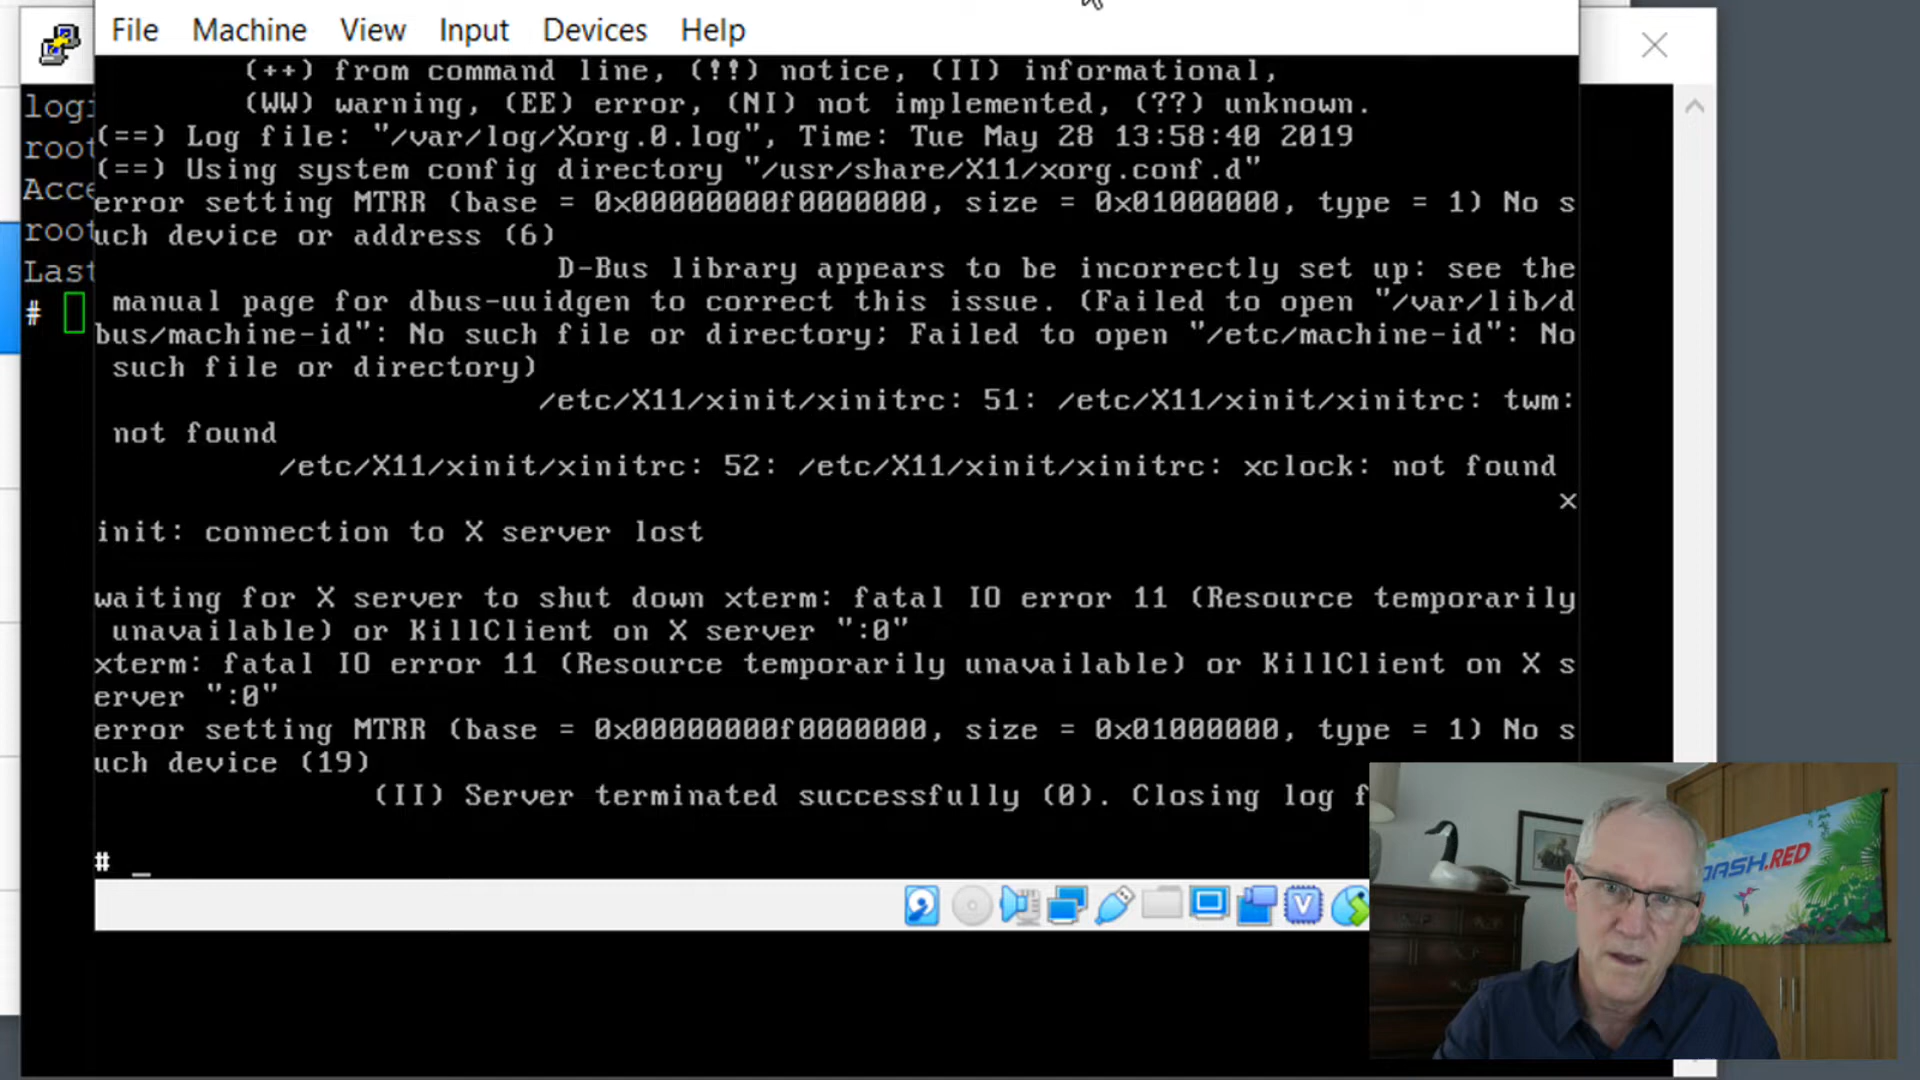 File Machine View Input Devices Help
(++) from command line, (!!) notice, (II) informational,
(WW) warning, (EE) error, (NI) not implemented, (??) unknown.
(==) Log file: "/var/log/Xorg.0.log", Time: Tue May 28 13:58:40 2019
(==) Using system config directory "/usr/share/X11/xorg.conf.d"
error setting MTRR (base = 0x00000000f0000000, size = 0x01000000, type = 1) No s
uch device or address (6)
D-Bus library appears to be incorrectly set up: see the
manual page for dbus-uuidgen to correct this issue. (Failed to open "/var/lib/d
bus/machine-id": No such file or directory; Failed to open "/etc/machine-id": No
such file or directory)
/etc/X11/xinit/xinitrc: 51: /etc/X11/xinit/xinitrc: twm:
not found
/etc/X11/xinit/xinitrc: 52: /etc/X11/xinit/xinitrc: xclock: not found
x
init: connection to X server lost
waiting for X server to shut down xterm: fatal IO error 11 (Resource temporarily
unavailable) or KillClient on X server ":0"
xterm: fatal IO error 11 (Resource temporarily unavailable) or KillClient on X s
erver ":0"
error setting MTRR (base = 0x00000000f0000000, size = 0x01000000, type = 1) No s
uch device (19)
(II) Server terminated successfully (0). Closing log f
# _
logi
root
Acce
root
Last
#
DASH.RED
V